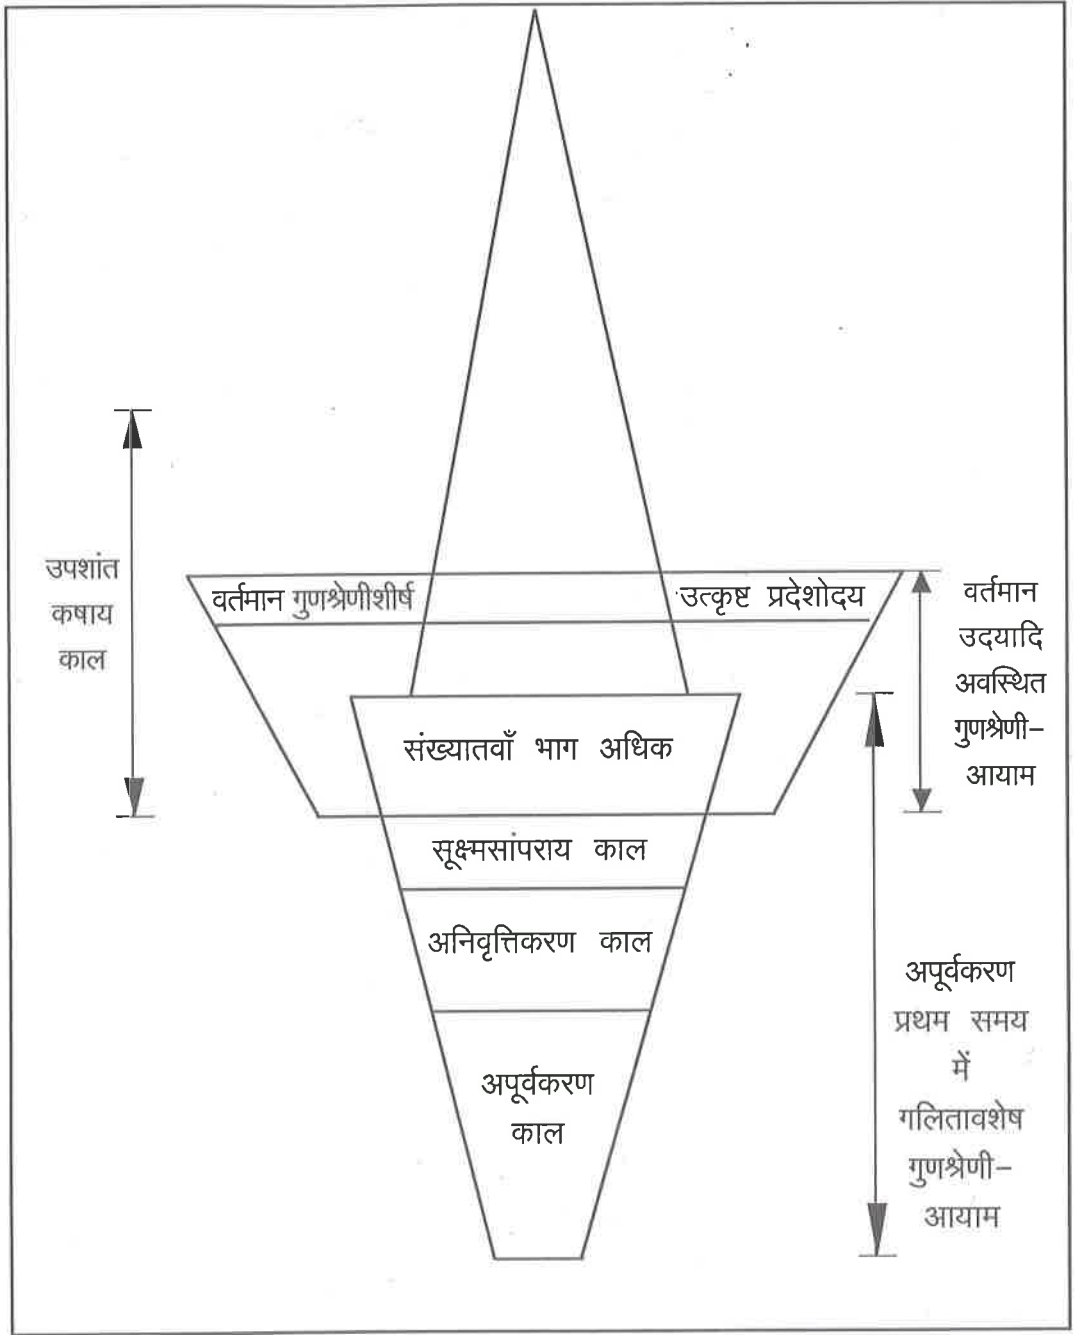 उपशांत
कषाय
काल
वर्तमान गुणश्रेणीशीर्ष
उत्कृष्ट प्रदेशोदय
वर्तमान
उदयादि
अवस्थित
गुणश्रेणी–
आयाम
संख्यातवाँ भाग अधिक
सूक्ष्मसांपराय काल
अनिवृत्तिकरण काल
अपूर्वकरण
काल
अपूर्वकरण
प्रथम समय
में
गलितावशेष
गुणश्रेणी–
आयाम